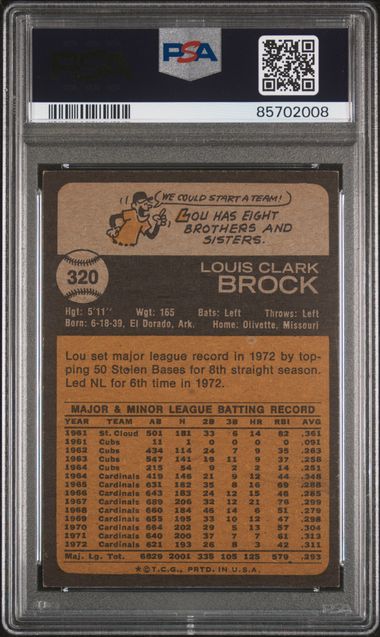 PSA
PSA
85702008
WE COULD START A TEAM!
LOU HAS EIGHT
BROTHERS AND
SISTERS.
320
LOUIS CLARK
BROCK
Hgt: 5'11" Wgt: 165 Bats: Left Throws: Left
Born: 6-18-39, El Dorado, Ark. Home: Olivette, Missouri
Lou set major league record in 1972 by top-
ping 50 Stolen Bases for 8th straight season.
Led NL for 6th time in 1972.
MAJOR & MINOR LEAGUE BATTING RECORD
YEAR TEAM AB H 2B 3B HR RBI AVG
1961 St. Cloud 501 181 33 6 14 82 .361
1961 Cubs 11 1 0 0 0 0 .091
1962 Cubs 434 114 24 7 9 35 .263
1963 Cubs 547 141 19 11 9 37 .258
1964 Cubs 215 54 9 2 2 14 .251
1964 Cardinals 419 146 21 9 12 44 .348
1965 Cardinals 631 182 35 8 16 69 .288
1966 Cardinals 643 183 24 12 15 46 .285
1967 Cardinals 689 206 32 12 21 76 .299
1968 Cardinals 660 184 46 14 6 51 .279
1969 Cardinals 655 195 33 10 12 47 .298
1970 Cardinals 664 202 29 5 13 57 .304
1971 Cardinals 640 200 37 7 7 61 .313
1972 Cardinals 621 193 26 8 3 42 .311
Maj. Lg. Tot. 6829 2001 335 105 125 579 .293
*©T.C.G., PRTD. IN U.S.A.